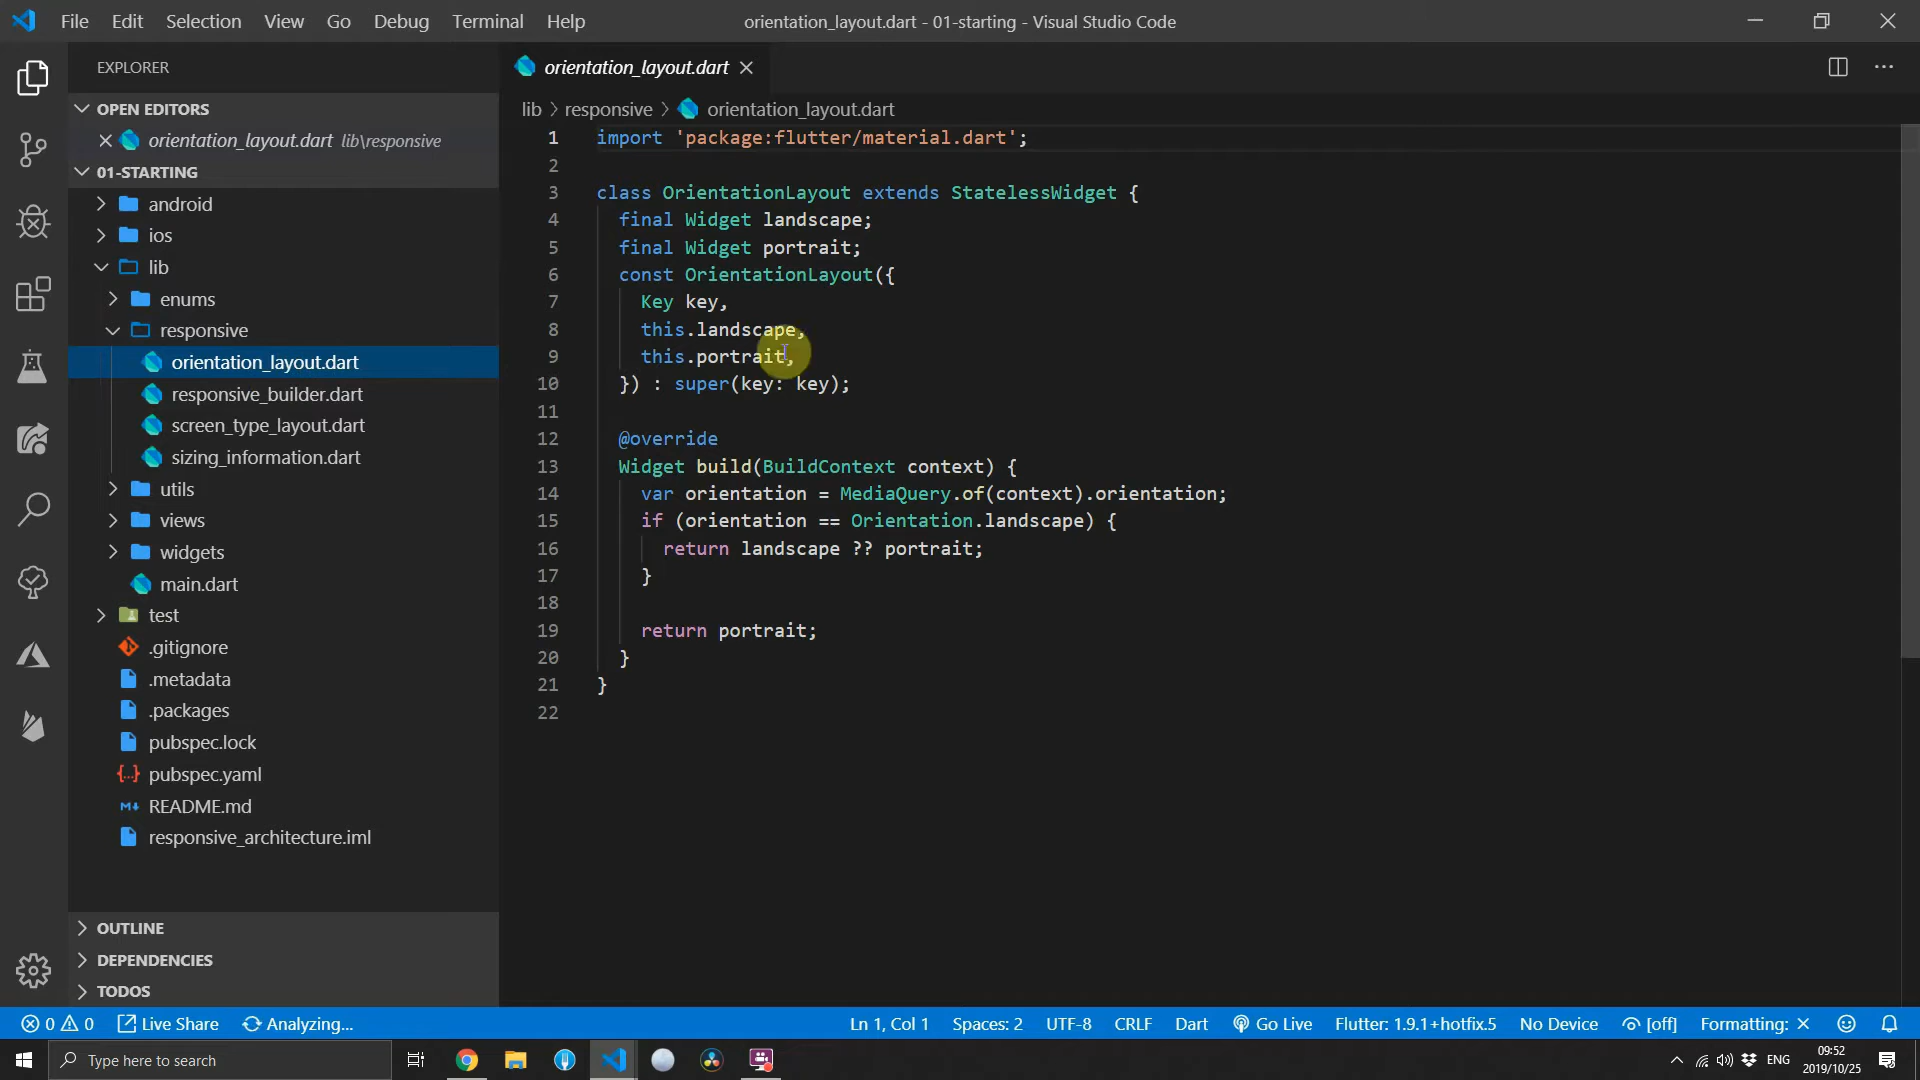 File Edit Selection View Go Debug Terminal Help
orientation_layout.dart - 01-starting - Visual Studio Code
EXPLORER
OPEN EDITORS
orientation_layout.dart lib\responsive
01-STARTING
android
ios
lib
enums
responsive
orientation_layout.dart
responsive_builder.dart
screen_type_layout.dart
sizing_information.dart
utils
views
widgets
main.dart
test
.gitignore
.metadata
.packages
pubspec.lock
pubspec.yaml
README.md
responsive_architecture.iml
OUTLINE
DEPENDENCIES
TODOS
orientation_layout.dart
lib > responsive > orientation_layout.dart
1 import 'package:flutter/material.dart';
2
3 class OrientationLayout extends StatelessWidget {
4 final Widget landscape;
5 final Widget portrait;
6 const OrientationLayout({
7 Key key,
8 this.landscape,
9 this.portrait,
10 }) : super(key: key);
11
12 @override
13 Widget build(BuildContext context) {
14 var orientation = MediaQuery.of(context).orientation;
15 if (orientation == Orientation.landscape) {
16 return landscape ?? portrait;
17 }
18
19 return portrait;
20 }
21 }
22
0 0 Live Share Analyzing... Ln 1, Col 1 Spaces: 2 UTF-8 CRLF Dart Go Live Flutter: 1.9.1+hotfix.5 No Device [off] Formatting: ×
Type here to search
ENG
09:52
2019/10/25